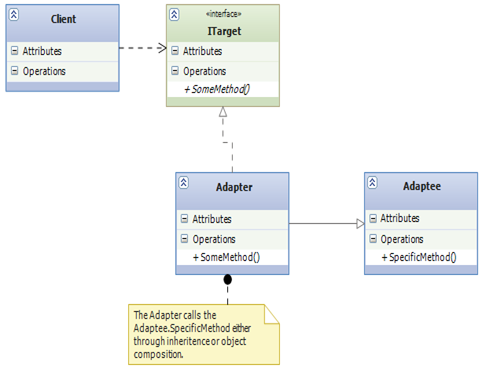 Client
Attributes
Operations
«interface»
ITarget
Attributes
Operations
+ SomeMethod()
Adapter
Attributes
Operations
+ SomeMethod()
Adaptee
Attributes
Operations
+ SpecificMethod()
The Adapter calls the
Adaptee.SpecificMethod either
through inheritence or object
composition.